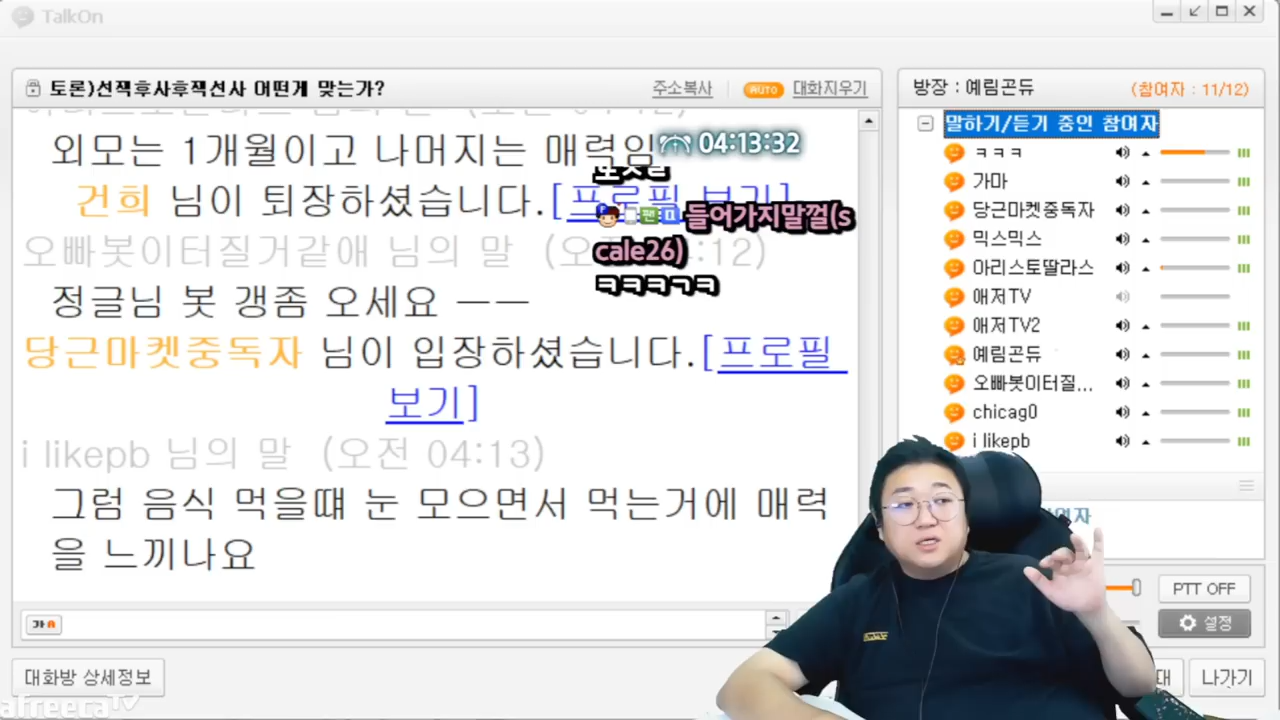 TalkOn
토론)선잭후사후잭선사 어떤게 맞는가?
주소복사
AUTO
대화지우기
외모는 1개월이고 나머지는 매력임
04:13:32
건희 님이 퇴장하셨습니다.[프로필 보기]
팬
들어가지말껄(s
cale26)
ㅋㅋㅋㄱㅋ
오빠봇이터질거같애 님의 말 (오전 04:12)
정글님 봇 갱좀 오세요 ㅡㅡ
당근마켓중독자 님이 입장하셨습니다.[프로필
보기]
i likepb 님의 말 (오전 04:13)
그럼 음식 먹을떄 눈 모으면서 먹는거에 매력
을 느끼나요
가A
대화방 상세정보
afreecaTV
방장 : 예림곤듀
(참여자 : 11/12)
말하기/듣기 중인 참여자
ㅋㅋㅋ
가마
당근마켓중독자
믹스믹스
아리스토딸라스
애저TV
애저TV2
예림곤듀
오빠봇이터질...
chicag0
i likepb
PTT OFF
설정
나가기